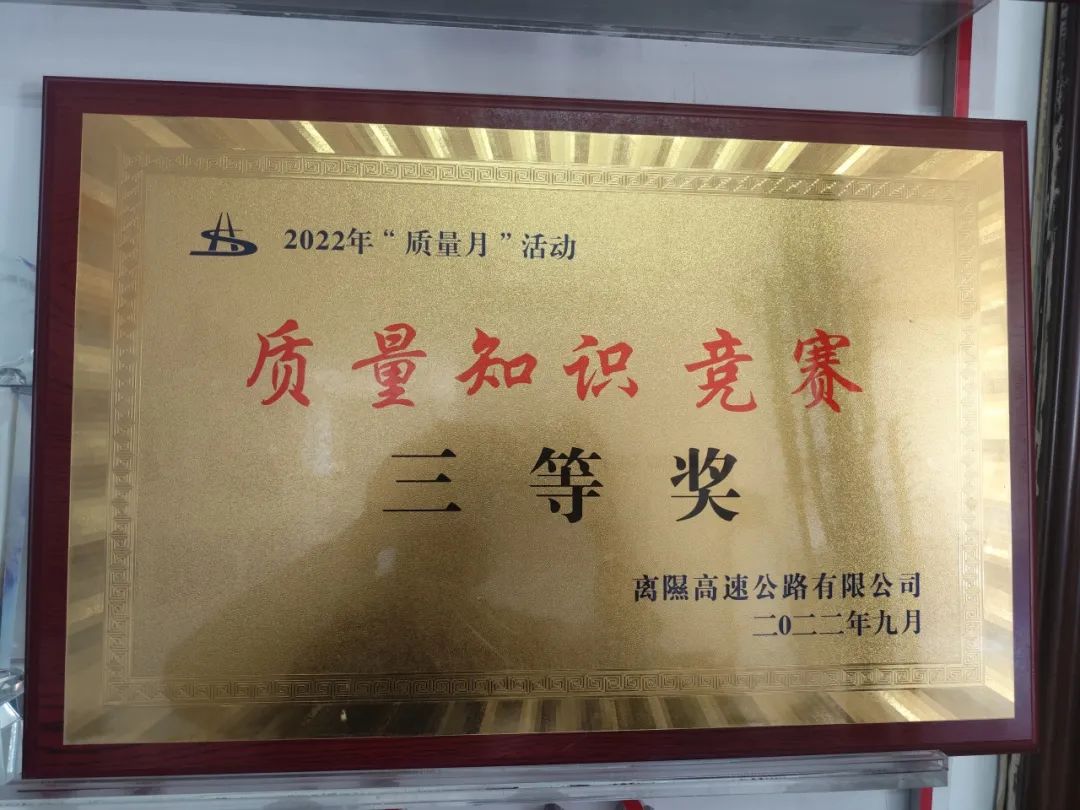 2022年“质量月”活动
质量知识竞赛
三等奖
离隰高速公路有限公司
二0二二年九月